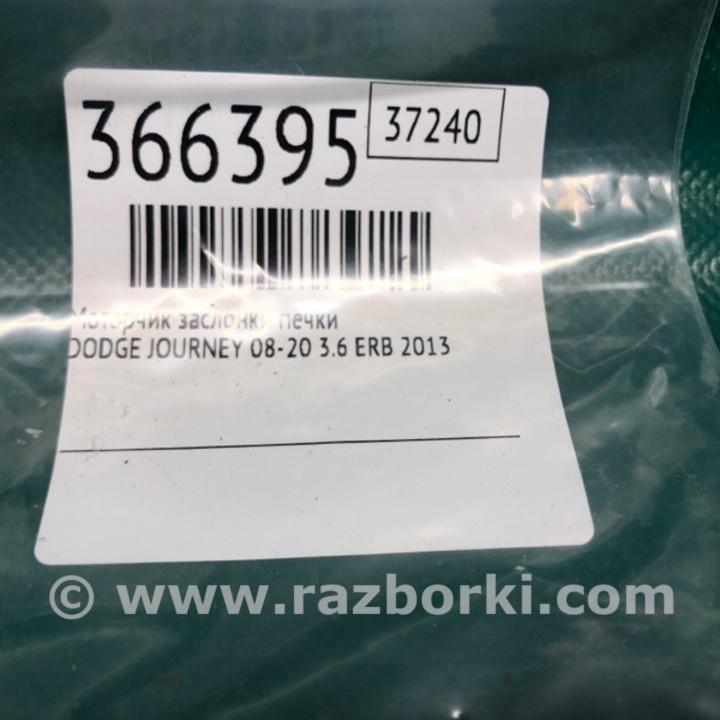 366395
37240
Моторчик заслонки печки
DODGE JOURNEY 08-20 3.6 ERB 2013
© www.razborki.com